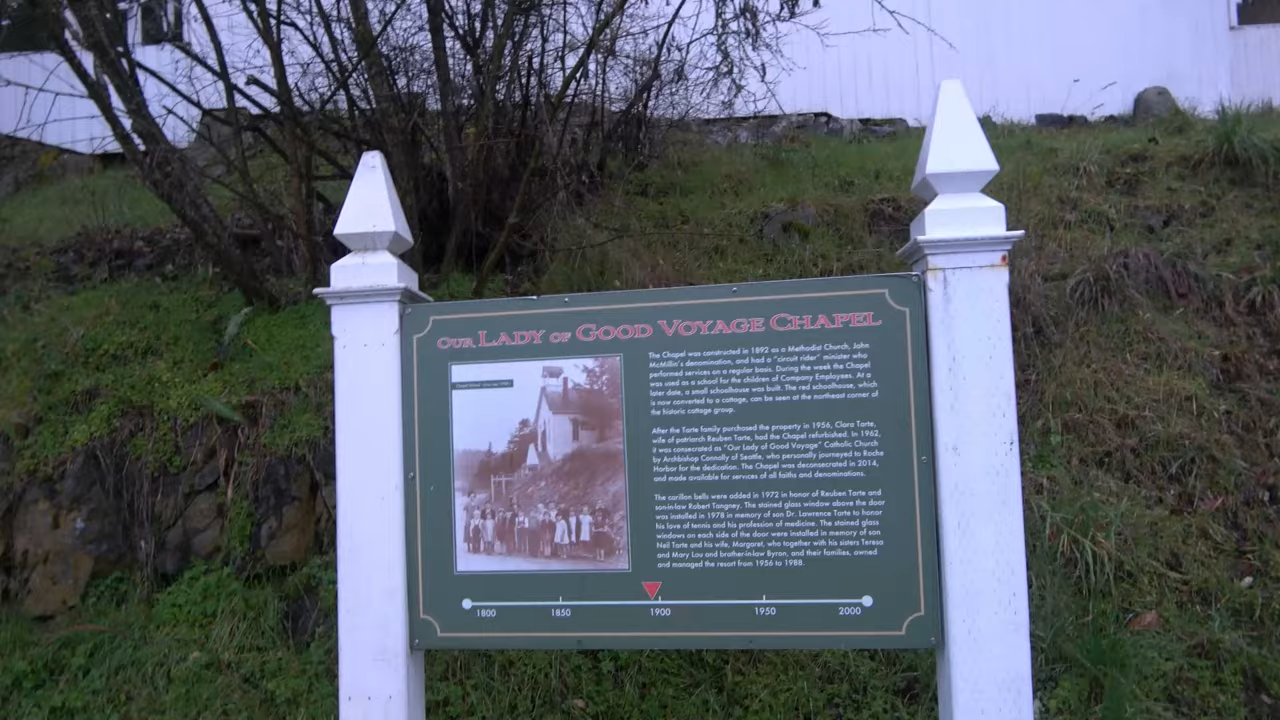 OUR LADY OF GOOD VOYAGE CHAPEL
The Chapel was constructed in 1892 as a Methodist Church, John
McMillin's denomination, and had a "circuit rider" minister who
performed services on a regular basis. During the week the Chapel
was used as a school for the children of Company Employees. At a
later date, a small schoolhouse was built. The red schoolhouse, which
is now converted to a cottage, can be seen at the northeast corner of
the historic cottage group.
After the Tarte family purchased the property in 1956, Clara Tarte,
wife of patriarch Reuben Tarte, had the Chapel refurbished. In 1962,
it was consecrated as "Our Lady of Good Voyage" Catholic Church
by Archbishop Connolly of Seattle, who personally journeyed to Roche
Harbor for the dedication. The Chapel was deconsecrated in 2014,
and made available for services of all faiths and denominations.
The carillon bells were added in 1972 in honor of Reuben Tarte and
son-in-law Robert Tangney. The stained glass window above the door
was installed in 1978 in memory of son Dr. Lawrence Tarte to honor
his love of tennis and his profession of medicine. The stained glass
windows on each side of the door were installed in memory of son
Neil Tarte and his wife, Margaret, who together with his sisters Teresa
and Mary Lou and brother-in-law Byron, and their families, owned
and managed the resort from 1956 to 1988.
1800 1850 1900 1950 2000